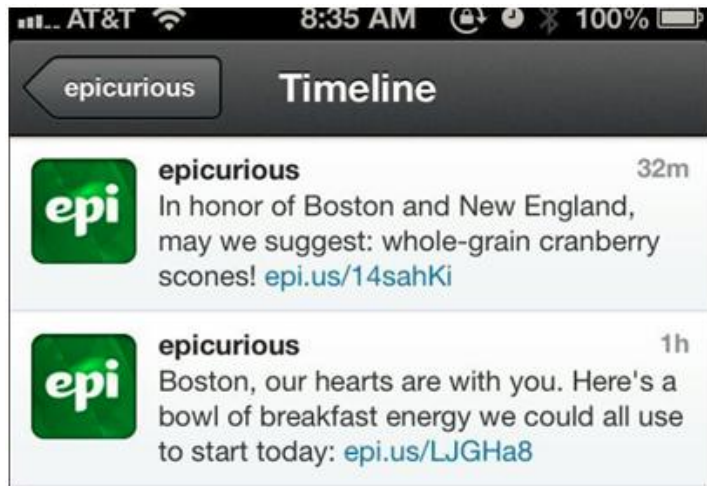 AT&T 8:35 AM 100%
epicurious Timeline
epi
epicurious 32m
In honor of Boston and New England,
may we suggest: whole-grain cranberry
scones! epi.us/14sahKi
epi
epicurious 1h
Boston, our hearts are with you. Here's a
bowl of breakfast energy we could all use
to start today: epi.us/LJGHa8